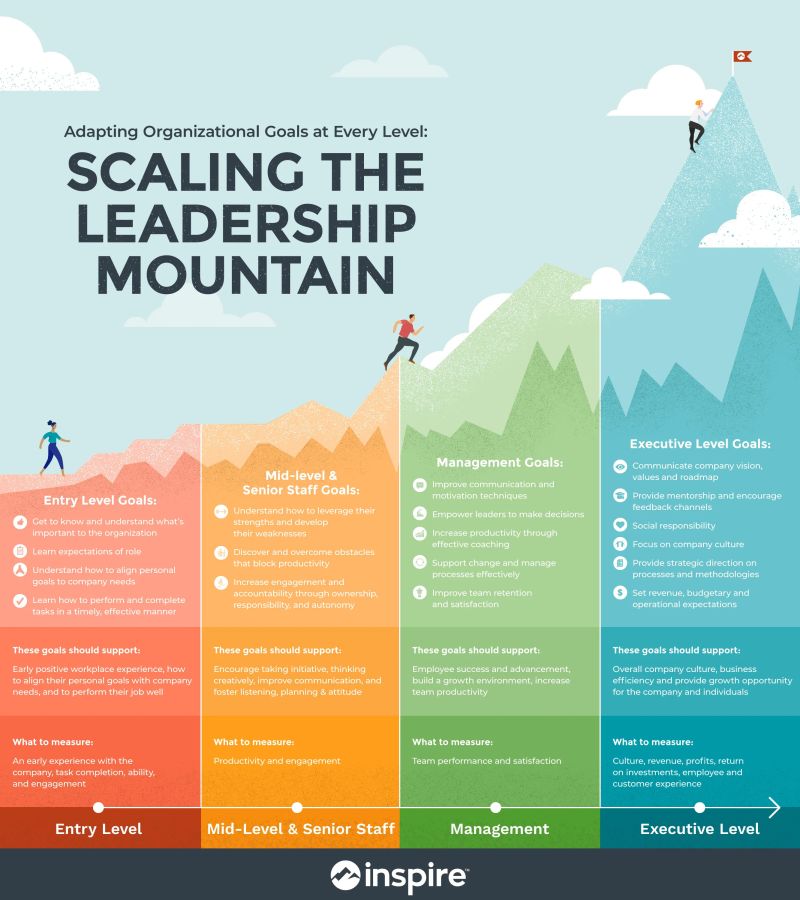 Adapting Organizational Goals at Every Level:
SCALING THE
LEADERSHIP
MOUNTAIN
Entry Level Goals:
Get to know and understand what's
important to the organization
Learn expectations of role
Understand how to align personal
goals to company needs
Learn how to perform and complete
tasks in a timely, effective manner
These goals should support:
Early positive workplace experience, how
to align their personal goals with company
needs, and to perform their job well
What to measure:
An early experience with the
company, task completion, ability,
and engagement
Entry Level
Mid-level &
Senior Staff Goals:
Understand how to leverage their
strengths and develop
their weaknesses
Discover and overcome obstacles
that block productivity
Increase engagement and
accountability through ownership,
responsibility, and autonomy
These goals should support:
Encourage taking initiative, thinking
creatively, improve communication, and
foster listening, planning & attitude
What to measure:
Productivity and engagement
Mid-Level & Senior Staff
Management Goals:
Improve communication and
motivation techniques
Empower leaders to make decisions
Increase productivity through
effective coaching
Support change and manage
processes effectively
Improve team retention
and satisfaction
These goals should support:
Employee success and advancement,
build a growth environment, increase
team productivity
What to measure:
Team performance and satisfaction
Management
Executive Level Goals:
Communicate company vision,
values and roadmap
Provide mentorship and encourage
feedback channels
Social responsibility
Focus on company culture
Provide strategic direction on
processes and methodologies
$
Set revenue, budgetary and
operational expectations
These goals should support:
Overall company culture, business
efficiency and provide growth opportunity
for the company and individuals
What to measure:
Culture, revenue, profits, return
on investments, employee and
customer experience
Executive Level
inspire™